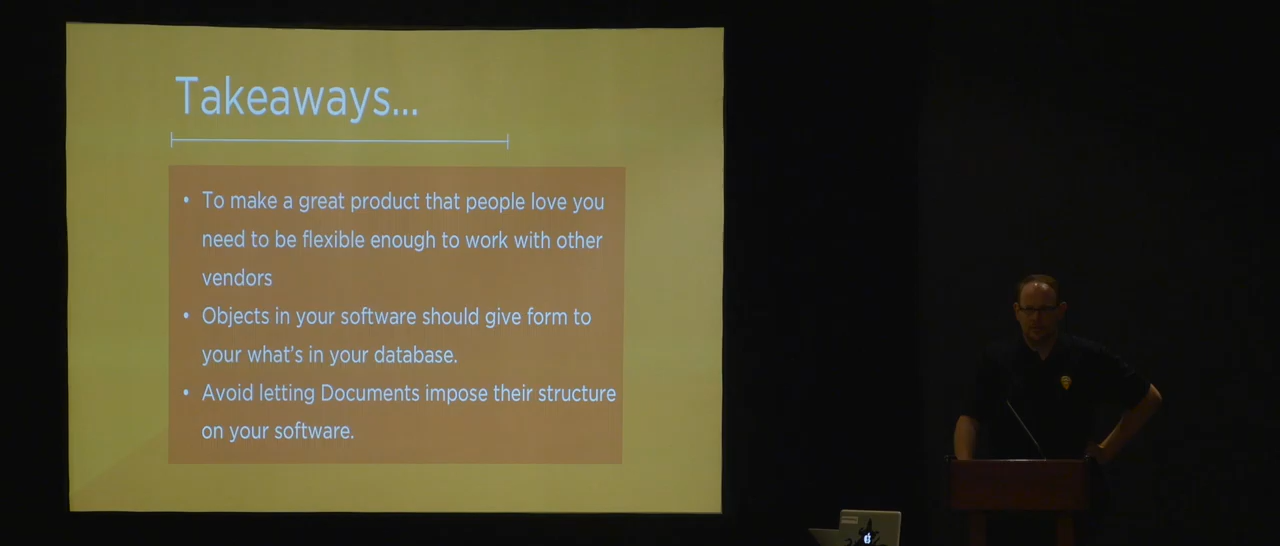 Takeaways...
• To make a great product that people love you
need to be flexible enough to work with other
vendors
• Objects in your software should give form to
your what's in your database.
• Avoid letting Documents impose their structure
on your software.